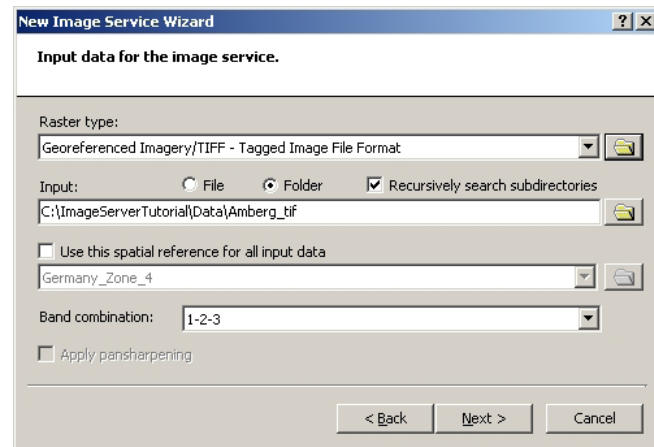 New Image Service Wizard
Input data for the image service.
Raster type:
Georeferenced Imagery/TIFF - Tagged Image File Format
Input: File Folder Recursively search subdirectories
C:\ImageServerTutorial\Data\Amberg_tif
Use this spatial reference for all input data
Germany_Zone_4
Band combination: 1-2-3
Apply pansharpening
< Back Next > Cancel